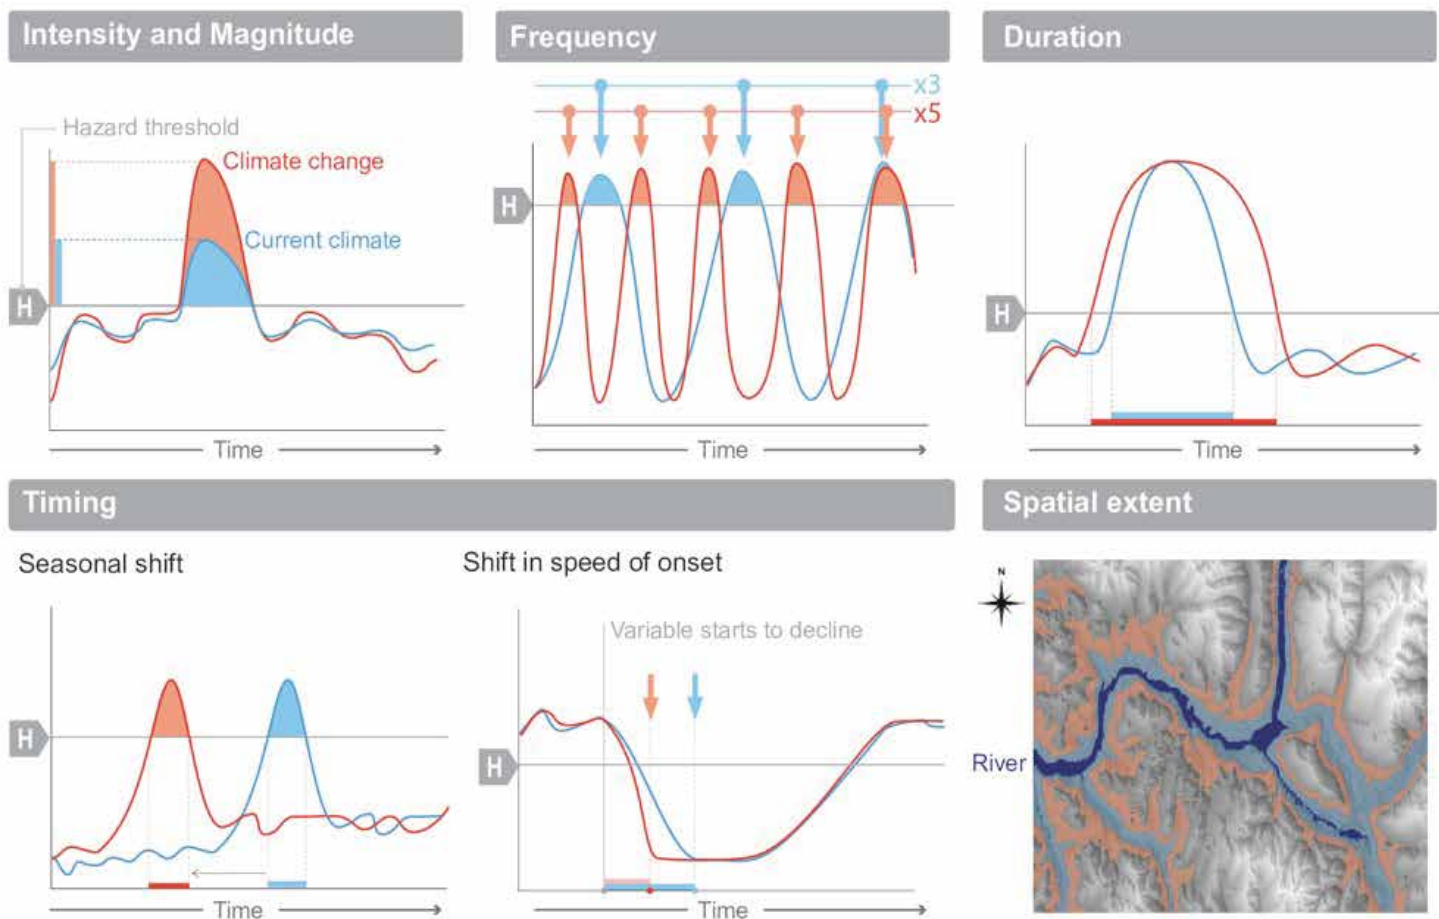 Intensity and Magnitude
Hazard threshold
Climate change
Current climate
H
Time
Frequency
x3
x5
H
Time
Duration
H
Time
Timing
Seasonal shift
H
Time
Shift in speed of onset
Variable starts to decline
H
Time
Spatial extent
N
River